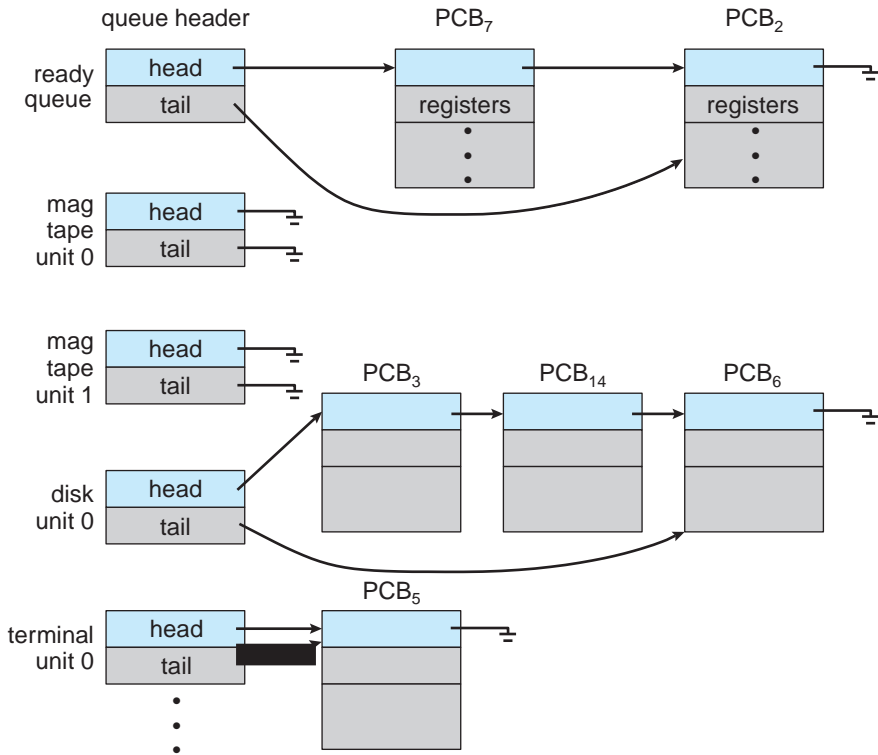 queue header
PCB7
PCB2
ready
queue
head
tail
registers
registers
mag
tape
unit 0
head
tail
mag
tape
unit 1
head
tail
PCB3
PCB14
PCB6
disk
unit 0
head
tail
PCB5
terminal
unit 0
head
tail